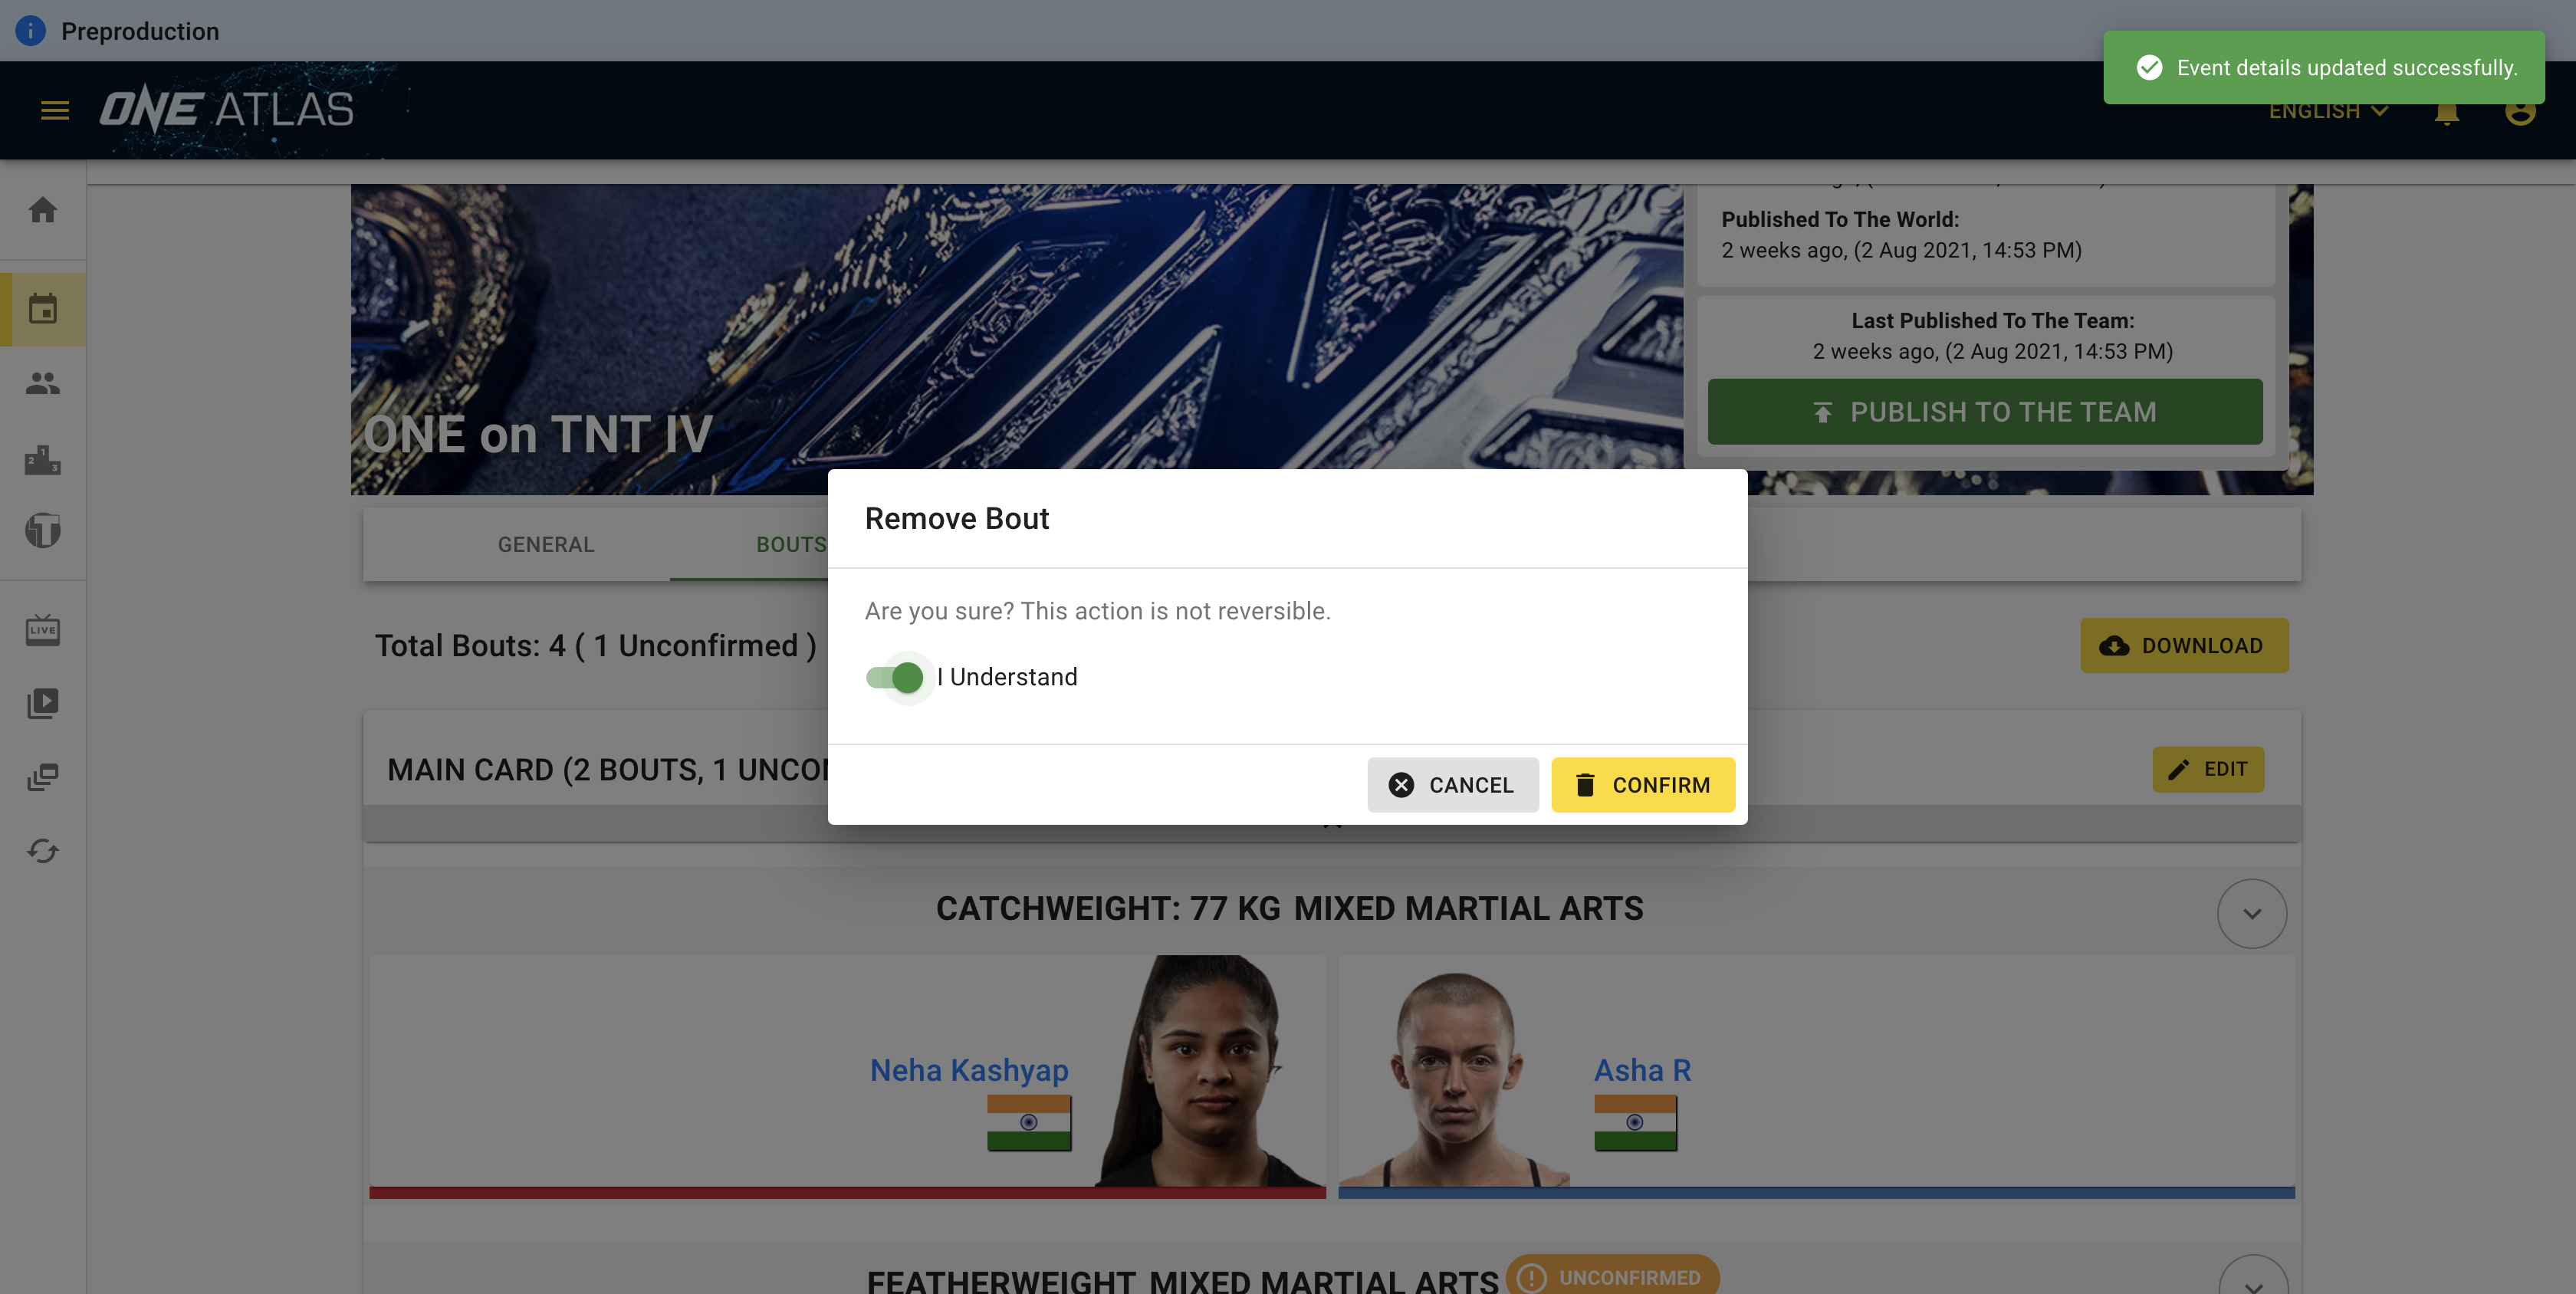 Preproduction
Event details updated successfully.
ONE ATLAS
ENGLISH
Published To The World:
2 weeks ago, (2 Aug 2021, 14:53 PM)
Last Published To The Team:
2 weeks ago, (2 Aug 2021, 14:53 PM)
PUBLISH TO THE TEAM
ONE on TNT IV
GENERAL
BOUTS
Remove Bout
Are you sure? This action is not reversible.
I Understand
CANCEL
CONFIRM
LIVE
Total Bouts: 4 ( 1 Unconfirmed )
DOWNLOAD
MAIN CARD (2 BOUTS, 1
EDIT
CATCHWEIGHT: 77 KG MIXED MARTIAL ARTS
Neha Kashyap
Asha R
FEATHERWEIGHT MIXED MARTIAL ARTS
UNCONFIRMED